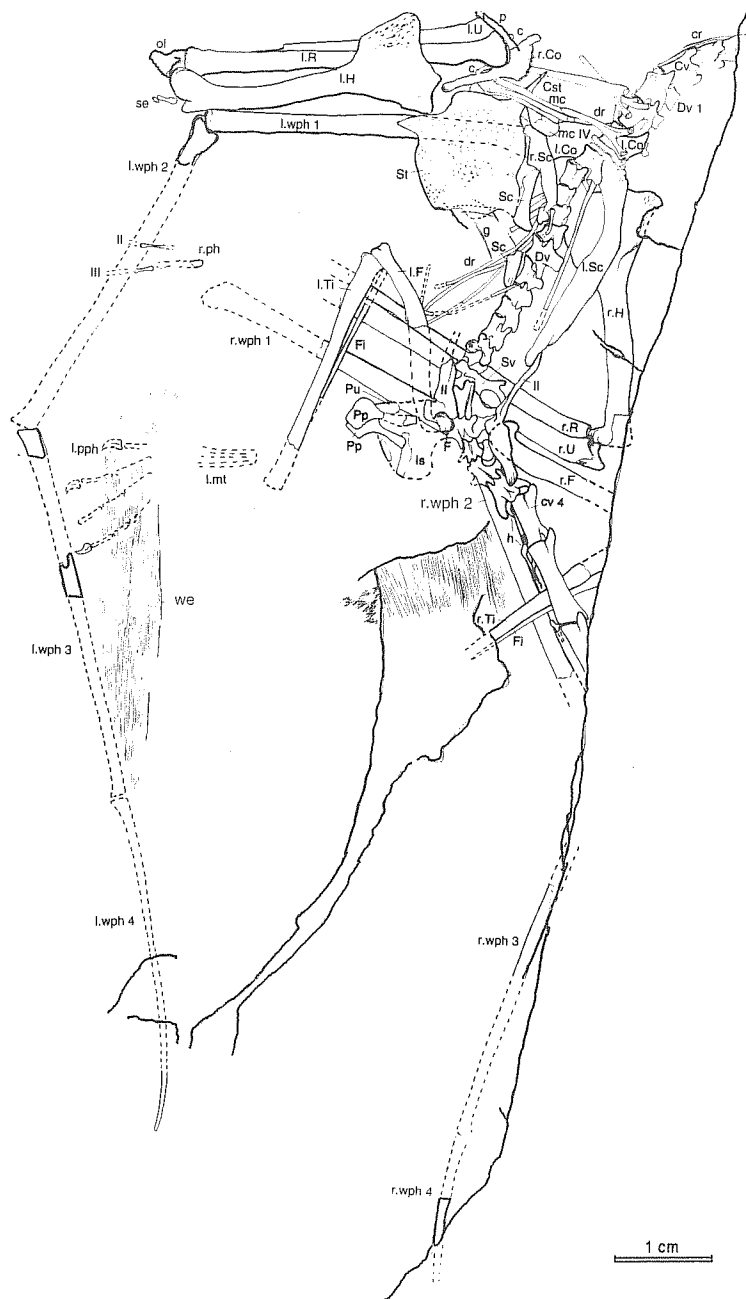 p
l.U
c
r.Co
ol
l.R
l.H
c
cr
Cv
Cst
mc
dr
Dv 1
se
l.wph 1
mc IV
l.Co
l.Co
l.wph 2
St
r.Sc
Sc
II
r.ph
III
g
Sc
dr
Dv
l.Sc
l.Ti
l.F
r.H
r.wph 1
Fi
Sv
Il
Il
Pu
Pp
r.R
l.pph
Pp
Is
F
r.U
l.mt
r.F
r.wph 2
cv 4
h
we
r.Ti
Fi
l.wph 3
l.wph 4
r.wph 3
r.wph 4
1 cm